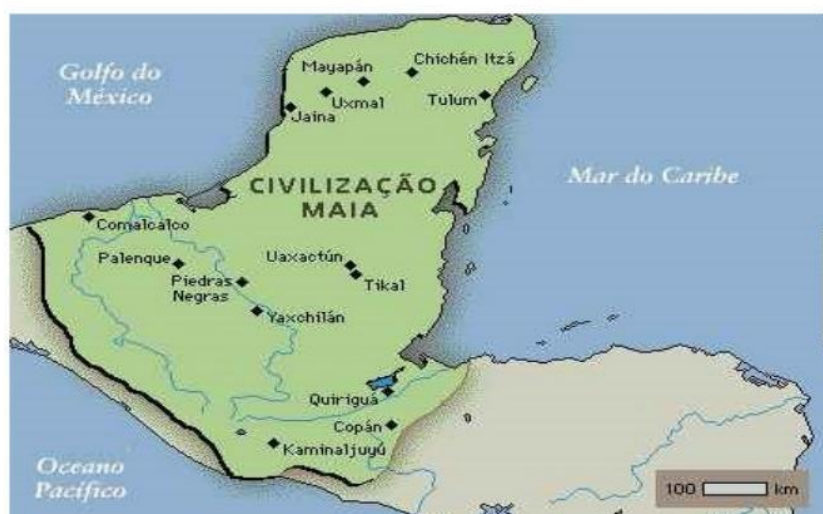 Golfo do
México
Mayapán
Chichén Itzá
Uxmal
Tulum
Jaina
CIVILIZAÇÃO
MAIA
Mar do Caribe
Comalcálco
Palenque
Uaxactún
Tikal
Piedras
Negras
Yaxchilán
Quiriguá
Copán
Kaminaljuyú
Oceano
Pacífico
100 km